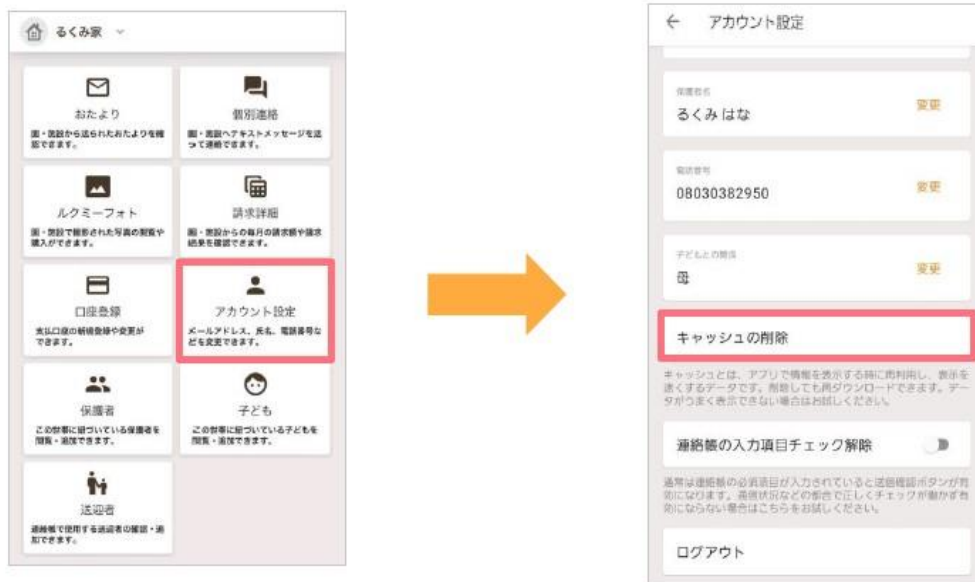 るくみ家
おたより
園・施設から送られたおたよりを確
認できます。
個別連絡
園・施設へテキストメッセージを送
って連絡できます。
ルクミーフォト
園・施設で撮影された写真の閲覧や
購入ができます。
請求詳細
園・施設からの毎月の請求額や請求
結果を確認できます。
口座登録
支払口座の新規登録や変更が
できます。
アカウント設定
メールアドレス、氏名、電話番号な
どを変更できます。
保護者
この世帯に紐づいている保護者を
閲覧・追加できます。
子ども
この世帯に紐づいている子どもを
閲覧・追加できます。
送迎者
連絡帳で使用する送迎者の確認・追
加できます。
アカウント設定
保護者名
るくみ はな
変更
電話番号
08030382950
変更
子どもとの関係
母
変更
キャッシュの削除
キャッシュとは、アプリで情報を表示する時に再利用し、表示を
速くするデータです。削除しても再ダウンロードできます。デー
タがうまく表示できない場合はお試しください。
連絡帳の入力項目チェック解除
通常は連絡帳の必須項目が入力されていると送信確認ボタンが有
効になります。通信状況などの都合で正しくチェックが働かず有
効にならない場合はこちらをお試しください。
ログアウト